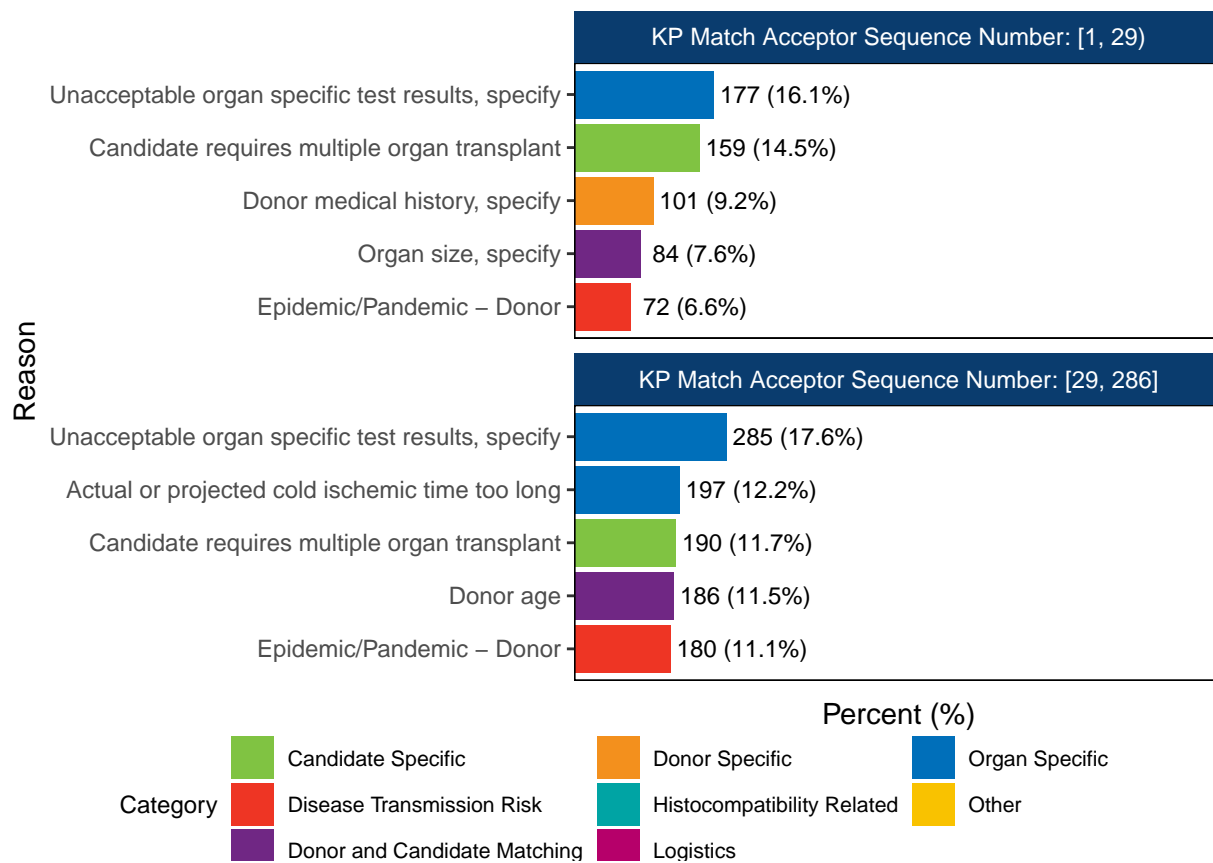 KP Match Acceptor Sequence Number: [1, 29)
Unacceptable organ specific test results, specify 177 (16.1%)
Candidate requires multiple organ transplant 159 (14.5%)
Donor medical history, specify 101 (9.2%)
Organ size, specify 84 (7.6%)
Epidemic/Pandemic − Donor 72 (6.6%)
Reason
KP Match Acceptor Sequence Number: [29, 286]
Unacceptable organ specific test results, specify 285 (17.6%)
Actual or projected cold ischemic time too long 197 (12.2%)
Candidate requires multiple organ transplant 190 (11.7%)
Donor age 186 (11.5%)
Epidemic/Pandemic − Donor 180 (11.1%)
Percent (%)
Category
Candidate Specific
Disease Transmission Risk
Donor and Candidate Matching
Donor Specific
Histocompatibility Related
Logistics
Organ Specific
Other